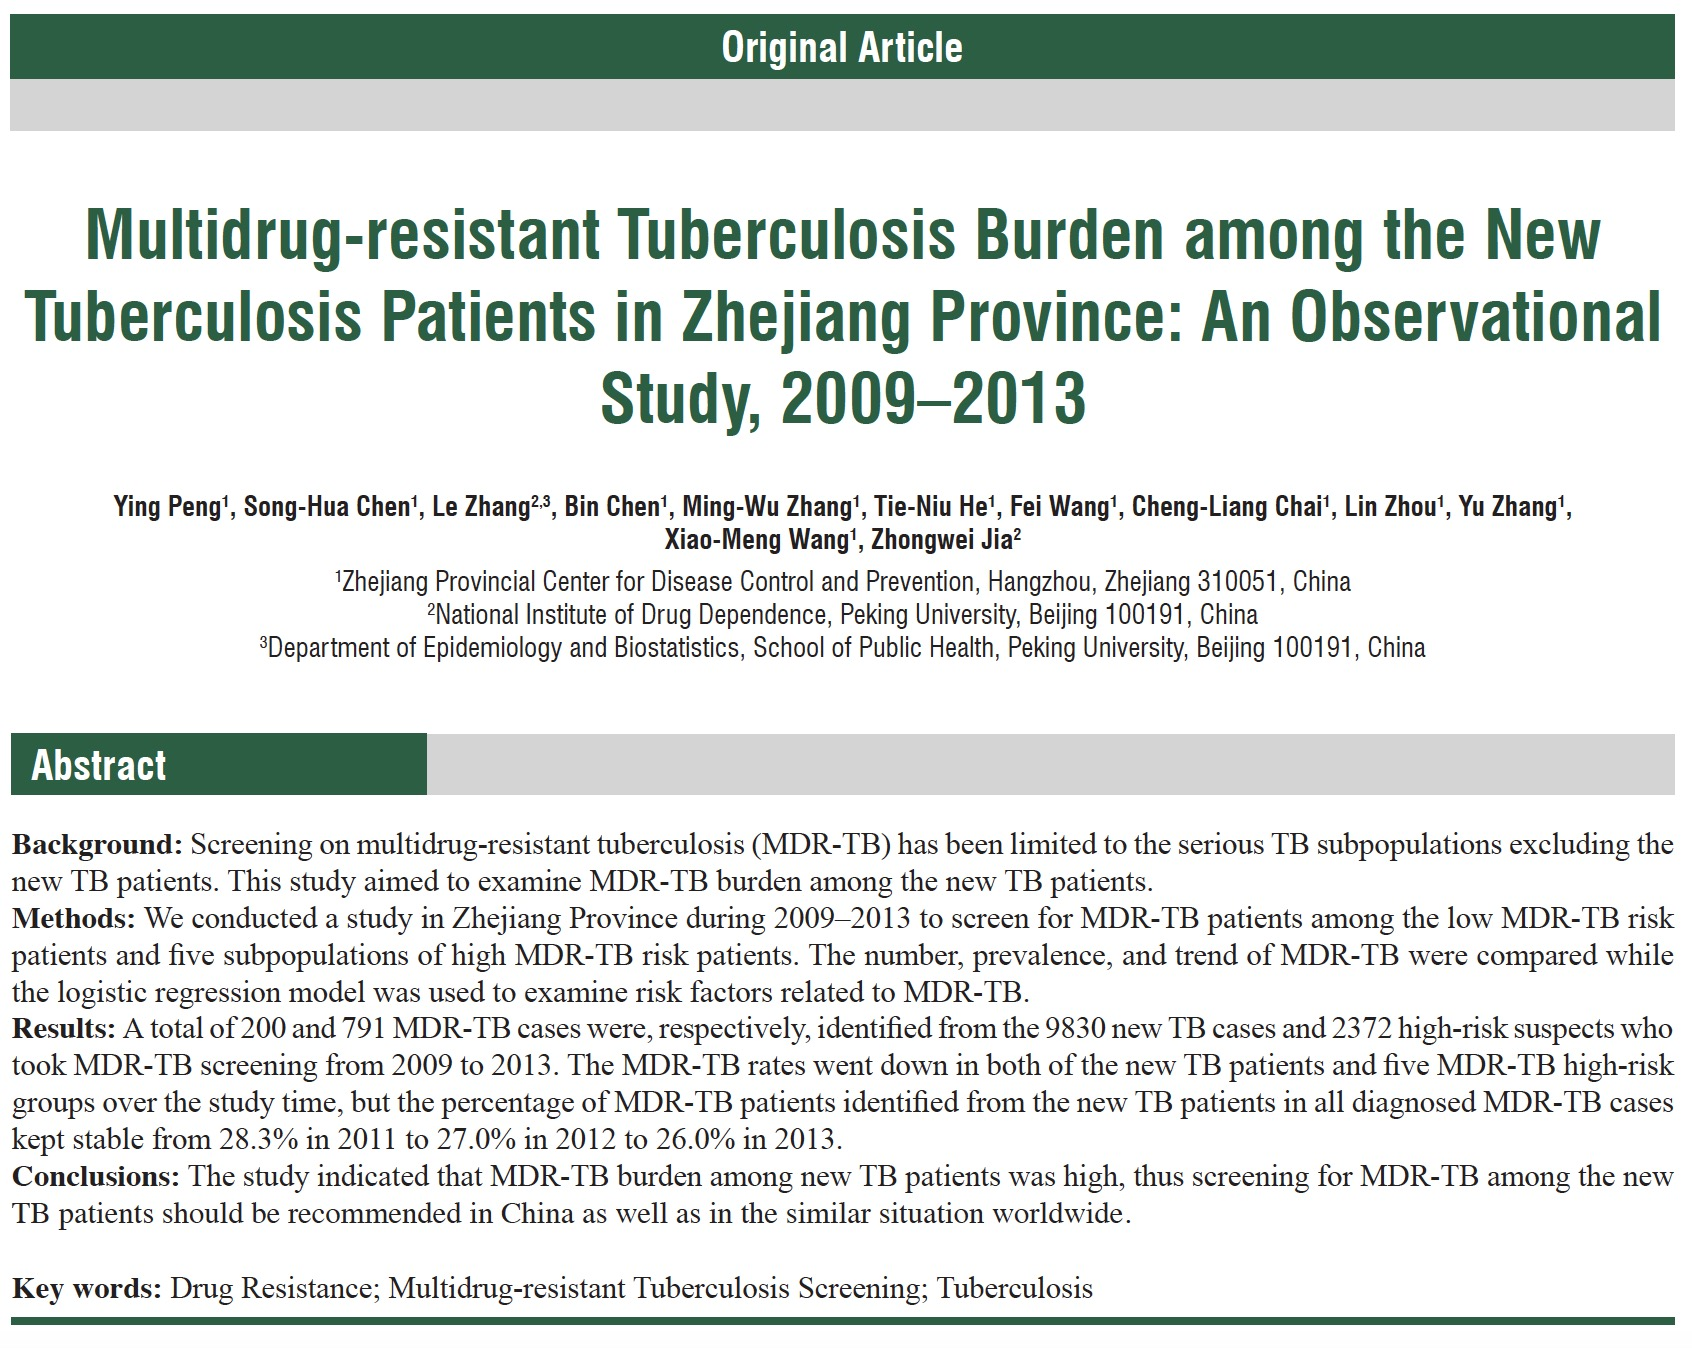 Original Article
Multidrug-resistant Tuberculosis Burden among the New
Tuberculosis Patients in Zhejiang Province: An Observational
Study, 2009–2013
Ying Peng¹, Song-Hua Chen¹, Le Zhang²,³, Bin Chen¹, Ming-Wu Zhang¹, Tie-Niu He¹, Fei Wang¹, Cheng-Liang Chai¹, Lin Zhou¹, Yu Zhang¹,
Xiao-Meng Wang¹, Zhongwei Jia²
¹Zhejiang Provincial Center for Disease Control and Prevention, Hangzhou, Zhejiang 310051, China
²National Institute of Drug Dependence, Peking University, Beijing 100191, China
³Department of Epidemiology and Biostatistics, School of Public Health, Peking University, Beijing 100191, China
Abstract
Background: Screening on multidrug-resistant tuberculosis (MDR-TB) has been limited to the serious TB subpopulations excluding the
new TB patients. This study aimed to examine MDR-TB burden among the new TB patients.
Methods: We conducted a study in Zhejiang Province during 2009–2013 to screen for MDR-TB patients among the low MDR-TB risk
patients and five subpopulations of high MDR-TB risk patients. The number, prevalence, and trend of MDR-TB were compared while
the logistic regression model was used to examine risk factors related to MDR-TB.
Results: A total of 200 and 791 MDR-TB cases were, respectively, identified from the 9830 new TB cases and 2372 high-risk suspects who
took MDR-TB screening from 2009 to 2013. The MDR-TB rates went down in both of the new TB patients and five MDR-TB high-risk
groups over the study time, but the percentage of MDR-TB patients identified from the new TB patients in all diagnosed MDR-TB cases
kept stable from 28.3% in 2011 to 27.0% in 2012 to 26.0% in 2013.
Conclusions: The study indicated that MDR-TB burden among new TB patients was high, thus screening for MDR-TB among the new
TB patients should be recommended in China as well as in the similar situation worldwide.
Key words: Drug Resistance; Multidrug-resistant Tuberculosis Screening; Tuberculosis